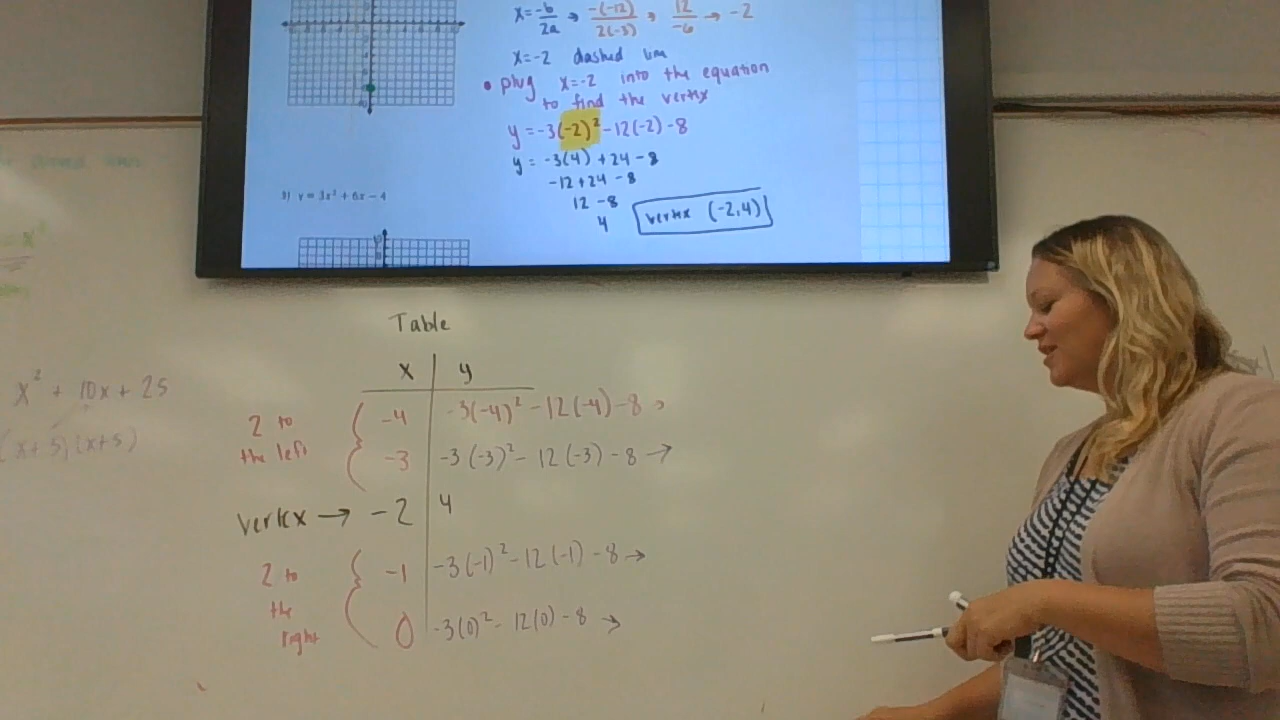 x = -b/2a → -(-12)/2(-3) → 12/-6 → -2
x=-2 dashed line
• plug x=-2 into the equation
to find the vertex
y = -3(-2)² -12(-2) -8
y = -3(4) +24 -8
-12 +24 -8
12 -8
4
vertex (-2,4)
3) y = 3x² + 6x - 4
Table
x y
-4 -3(-4)² -12(-4) -8 →
-3 -3(-3)² - 12(-3) -8 →
2 to
the left
vertex → -2 4
-1 -3(-1)² -12(-1) -8 →
0 -3(0)² - 12(0) -8 →
2 to
the
right
x² + 10x + 25
(x+5)(x+5)